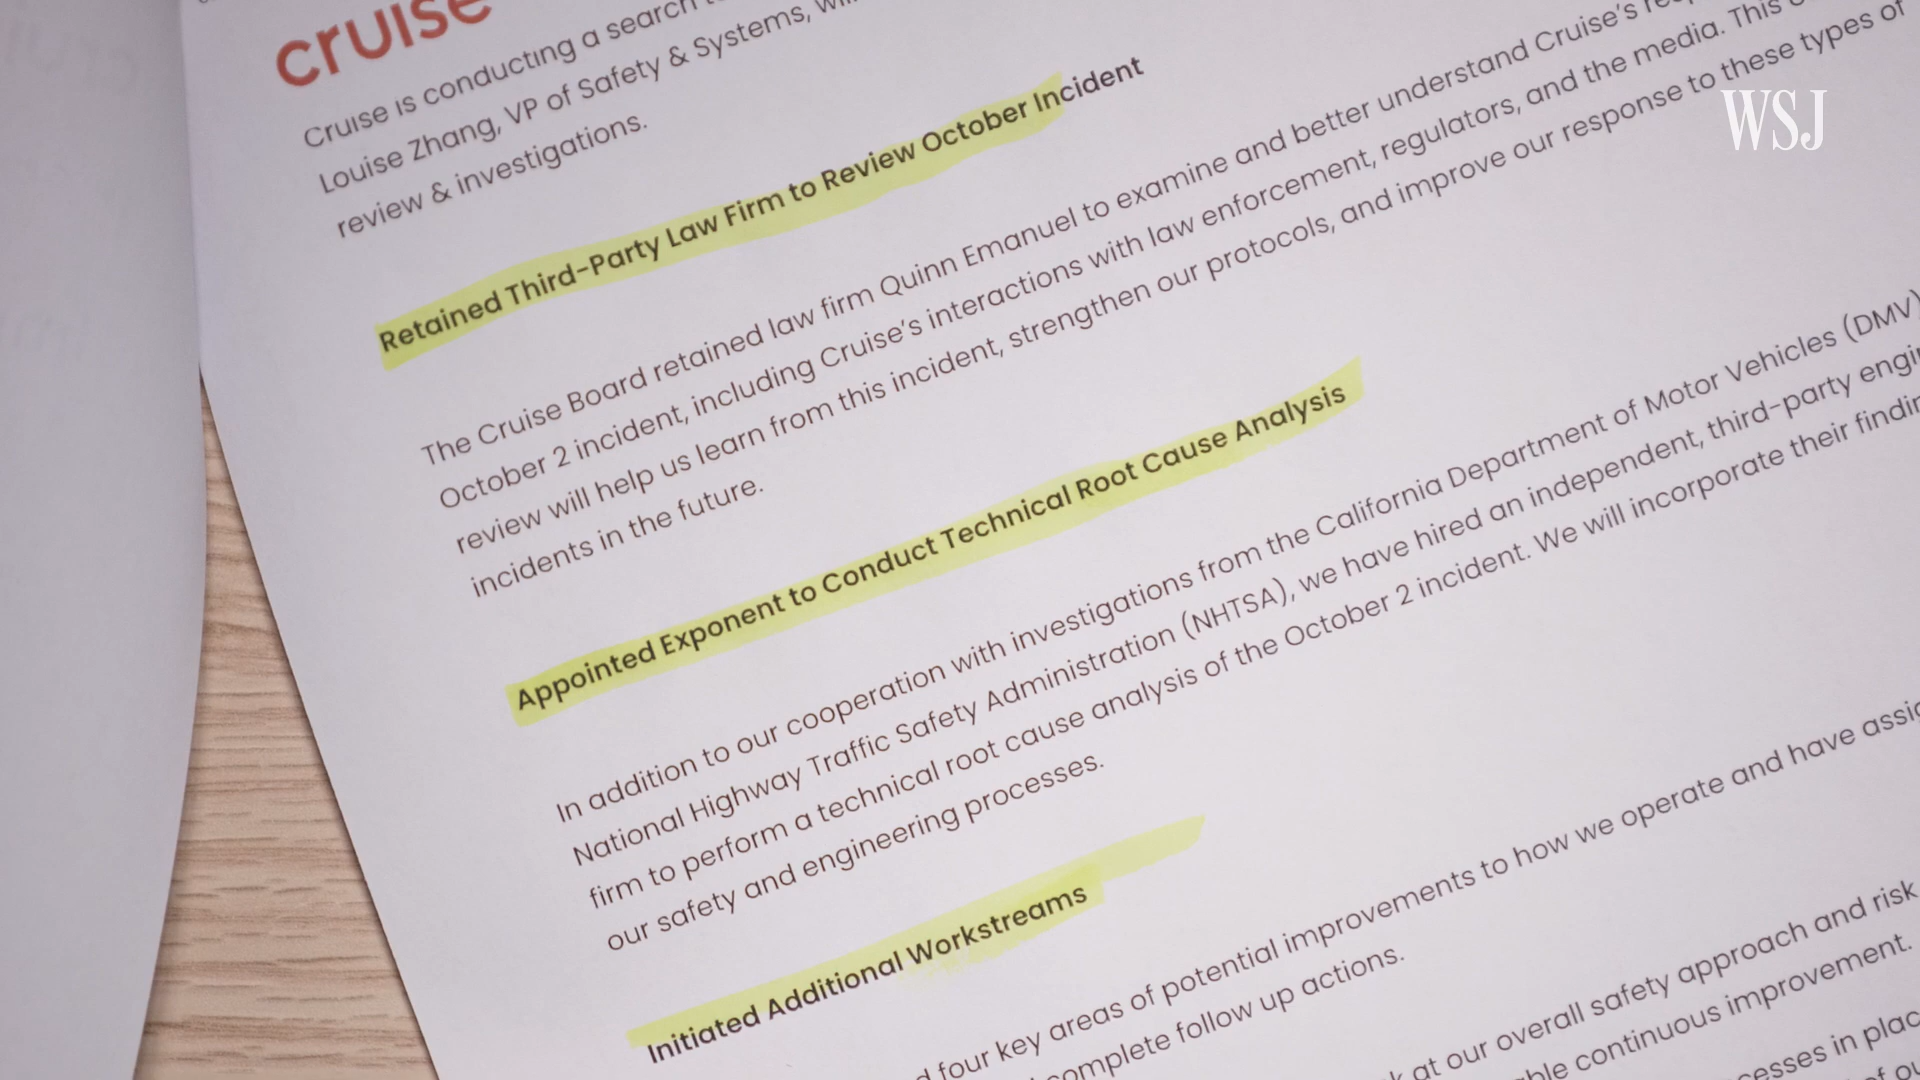 cruise
WSJ
Cruise is conducting a search
Louise Zhang, VP of Safety & Systems,
review & investigations.
Retained Third-Party Law Firm to Review October Incident
The Cruise Board retained law firm Quinn Emanuel to examine and better understand Cruise's
October 2 incident, including Cruise's interactions with law enforcement, regulators, and the media. This
review will help us learn from this incident, strengthen our protocols, and improve our response to these types of
incidents in the future.
Appointed Exponent to Conduct Technical Root Cause Analysis
In addition to our cooperation with investigations from the California Department of Motor Vehicles (DMV)
National Highway Traffic Safety Administration (NHTSA), we have hired an independent, third-party
firm to perform a technical root cause analysis of the October 2 incident. We will incorporate their
our safety and engineering processes.
Initiated Additional Workstreams
four key areas of potential improvements to how we operate and have
complete follow up actions.
at our overall safety approach and risk
continuous improvement.
in